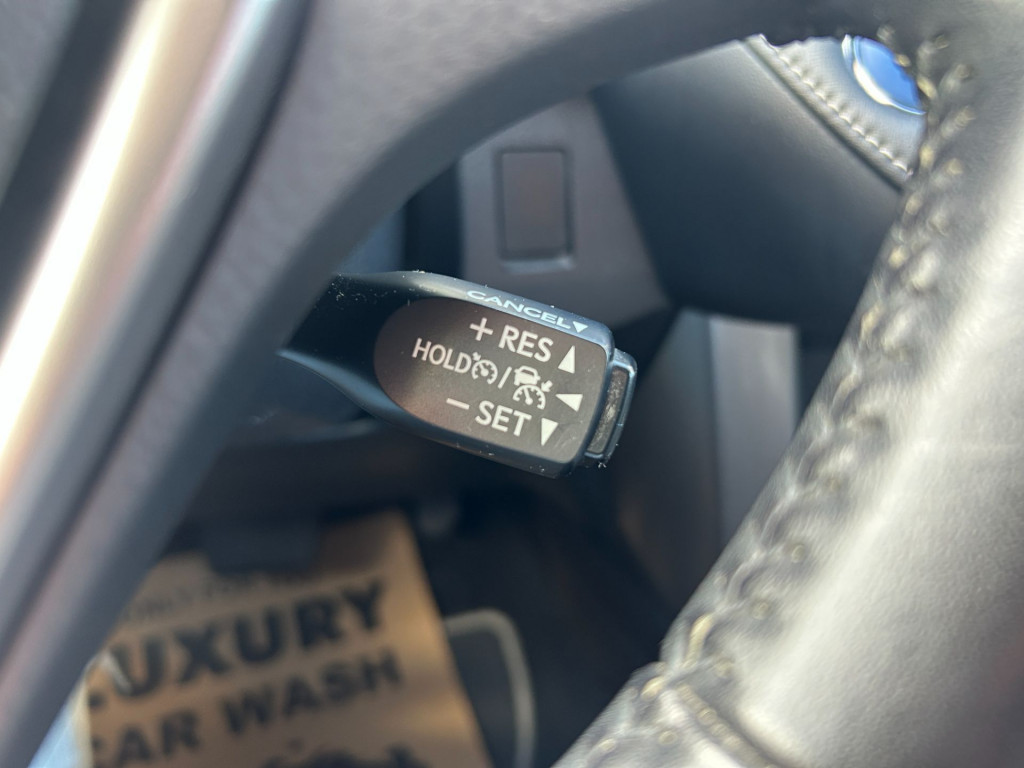 CANCEL▼
+ RES ▲
HOLD /
− SET ▼
LUXURY
CAR WASH